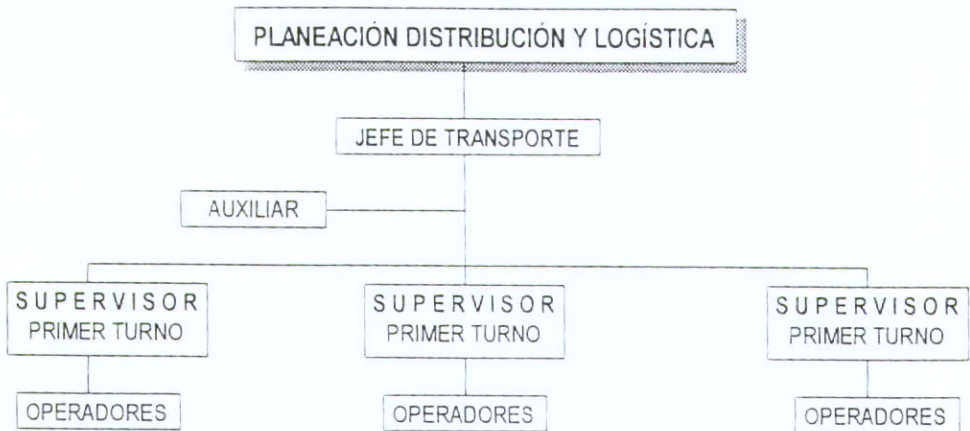 PLANEACIÓN DISTRIBUCIÓN Y LOGÍSTICA
JEFE DE TRANSPORTE
AUXILIAR
SUPERVISOR
PRIMER TURNO
SUPERVISOR
PRIMER TURNO
SUPERVISOR
PRIMER TURNO
OPERADORES
OPERADORES
OPERADORES